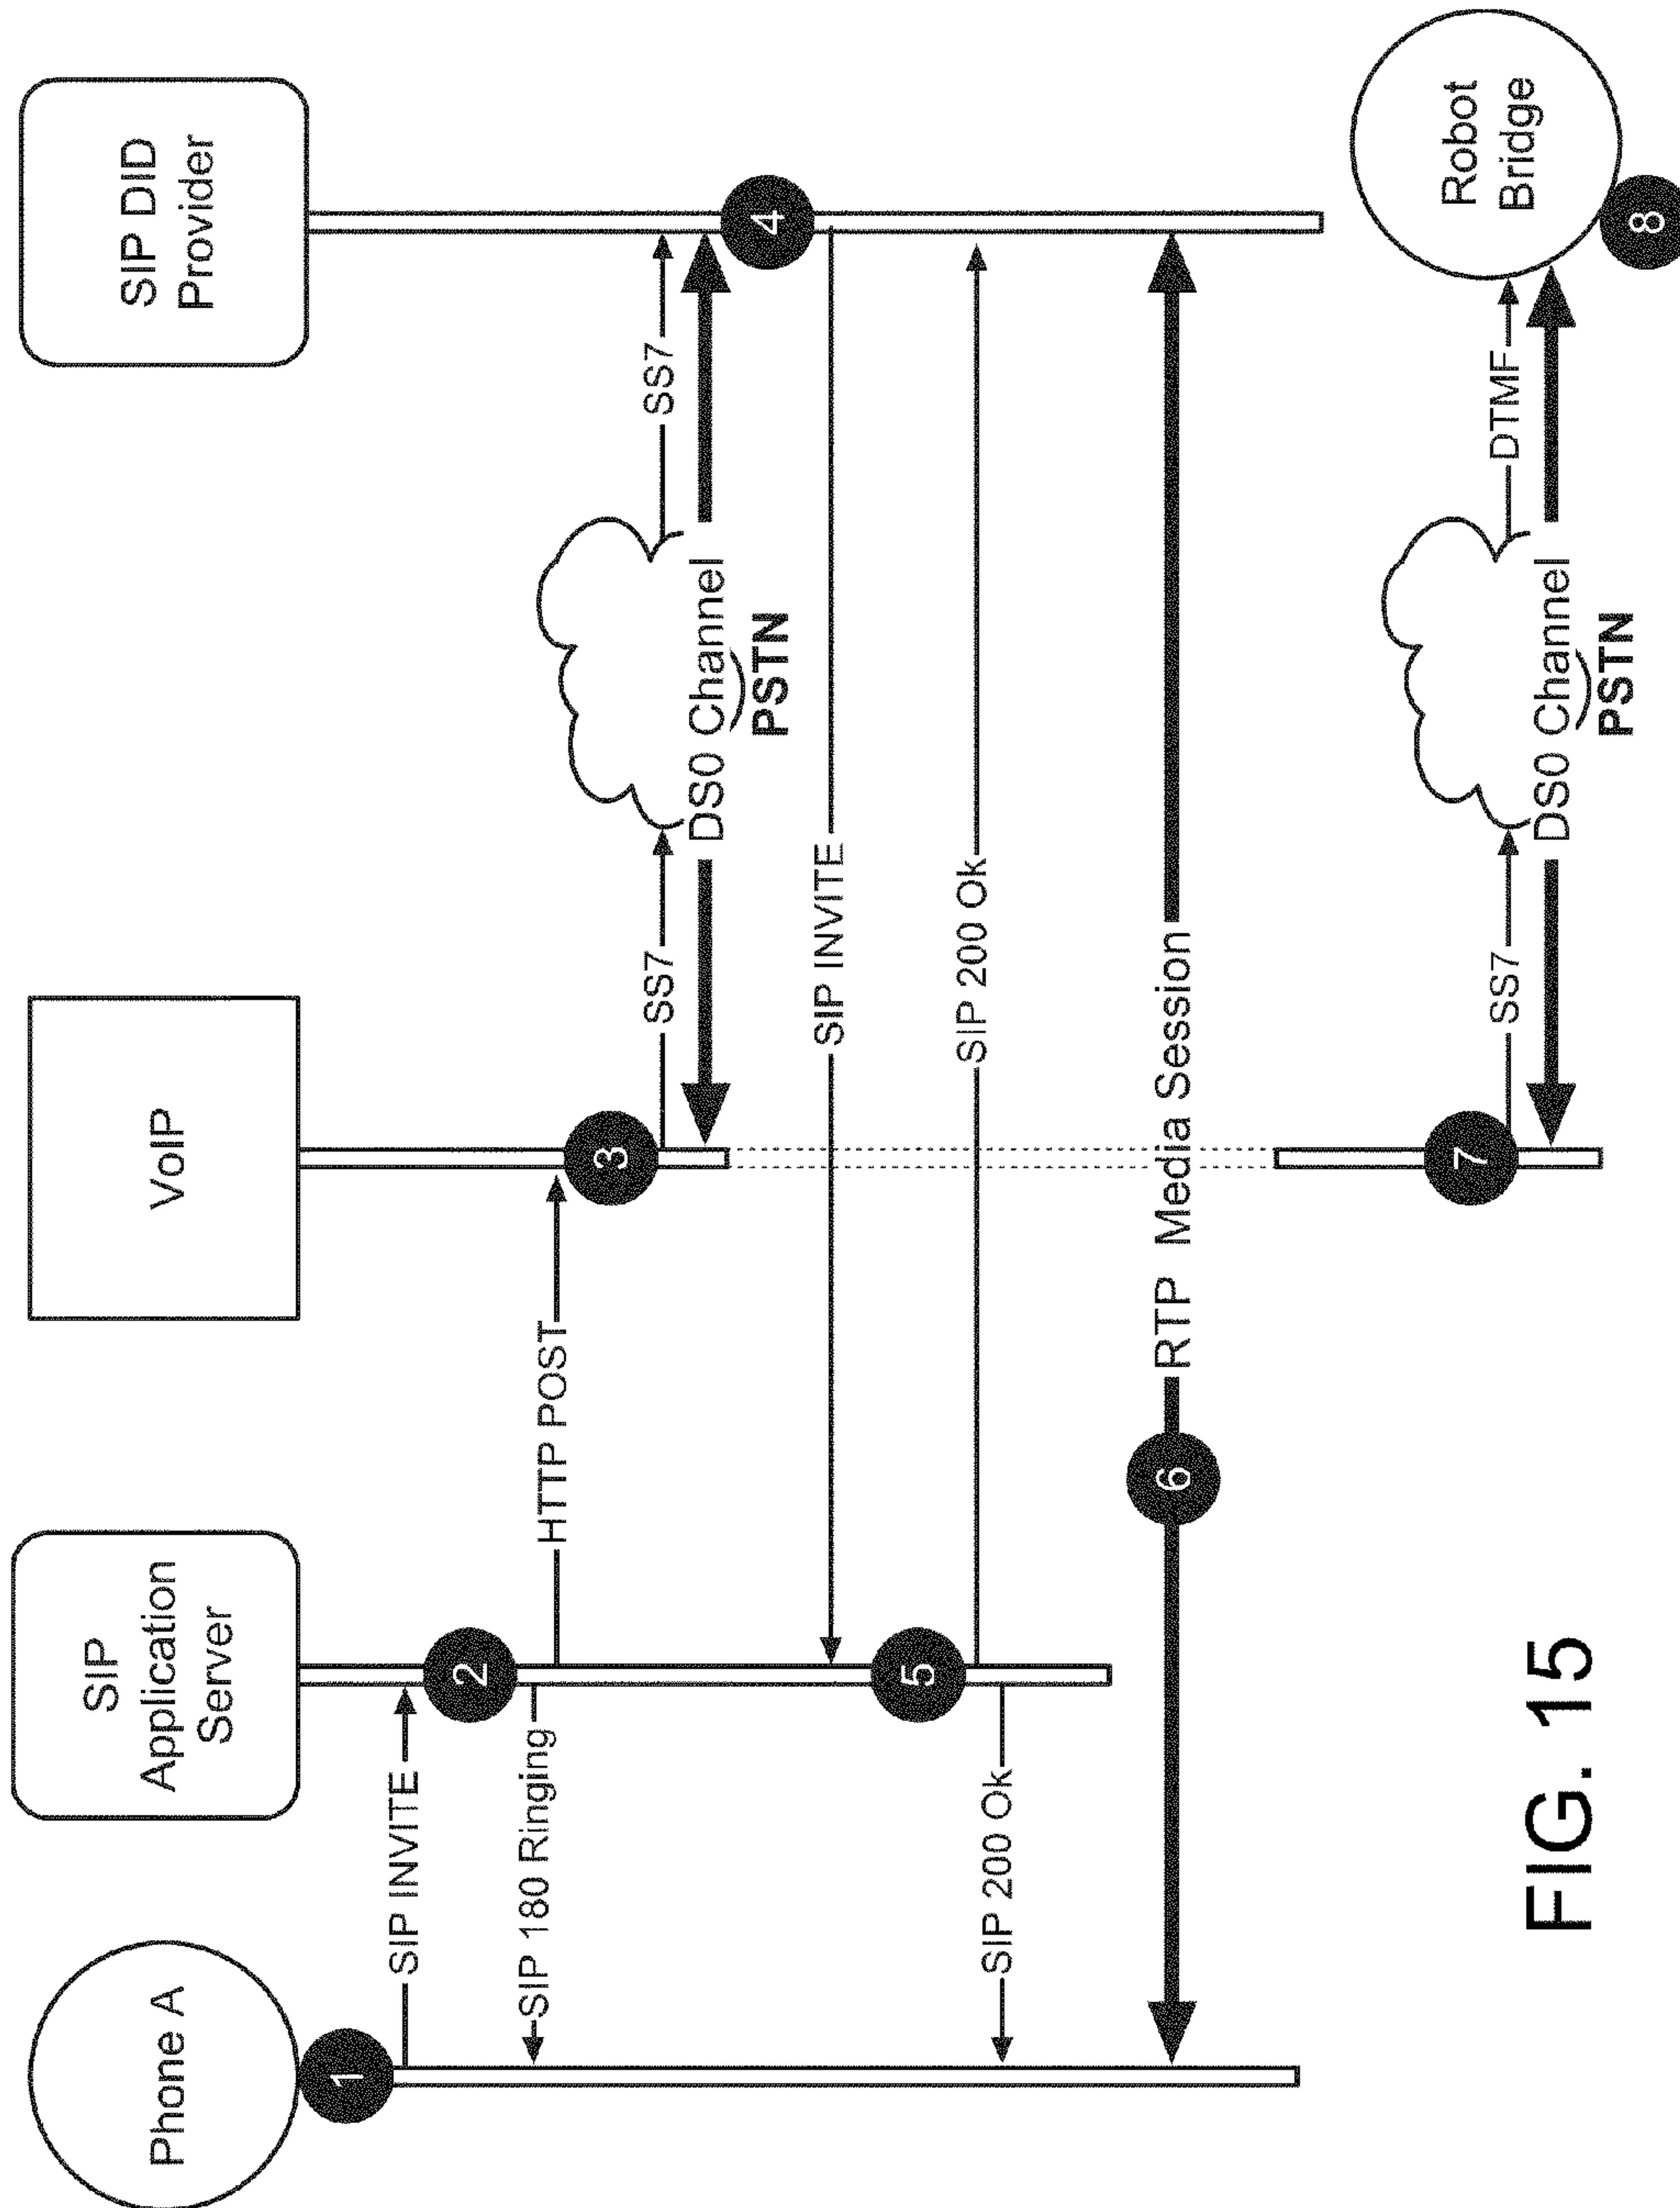 Phone A
SIP
Application
Server
VoIP
SIP DID
Provider
1
SIP INVITE
2
SIP 180 Ringing
HTTP POST
3
SS7
SS7
DS0 Channel
PSTN
4
SIP INVITE
5
SIP 200 Ok
SIP 200 Ok
6
RTP Media Session
7
SS7
DTMF
DS0 Channel
PSTN
Robot
Bridge
8
FIG. 15